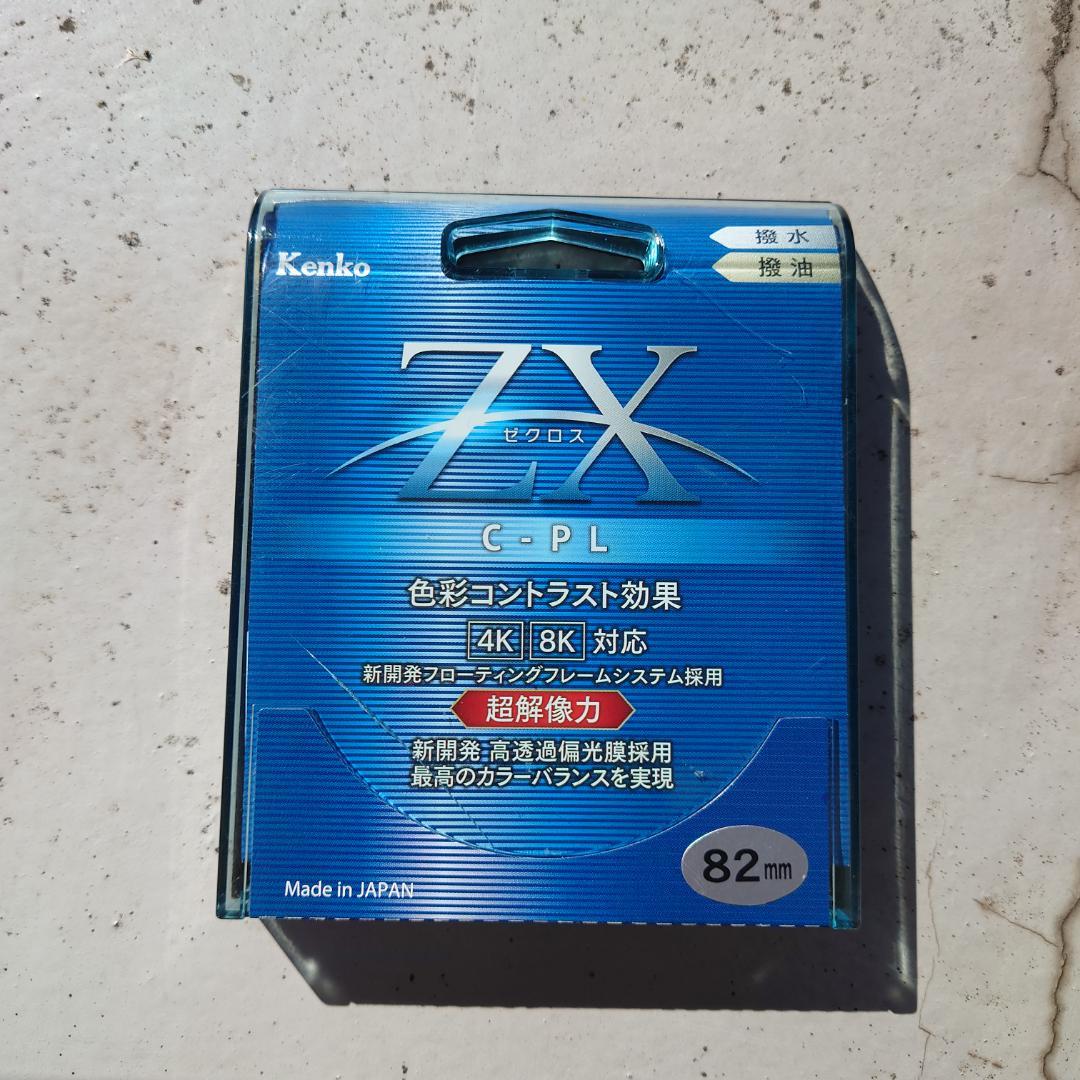 Kenko
撥水
撥油
ZX
ゼクロス
C-PL
色彩コントラスト効果
4K 8K 対応
新開発フローティングフレームシステム採用
超解像力
新開発 高透過偏光膜採用
最高のカラーバランスを実現
82mm
Made in JAPAN